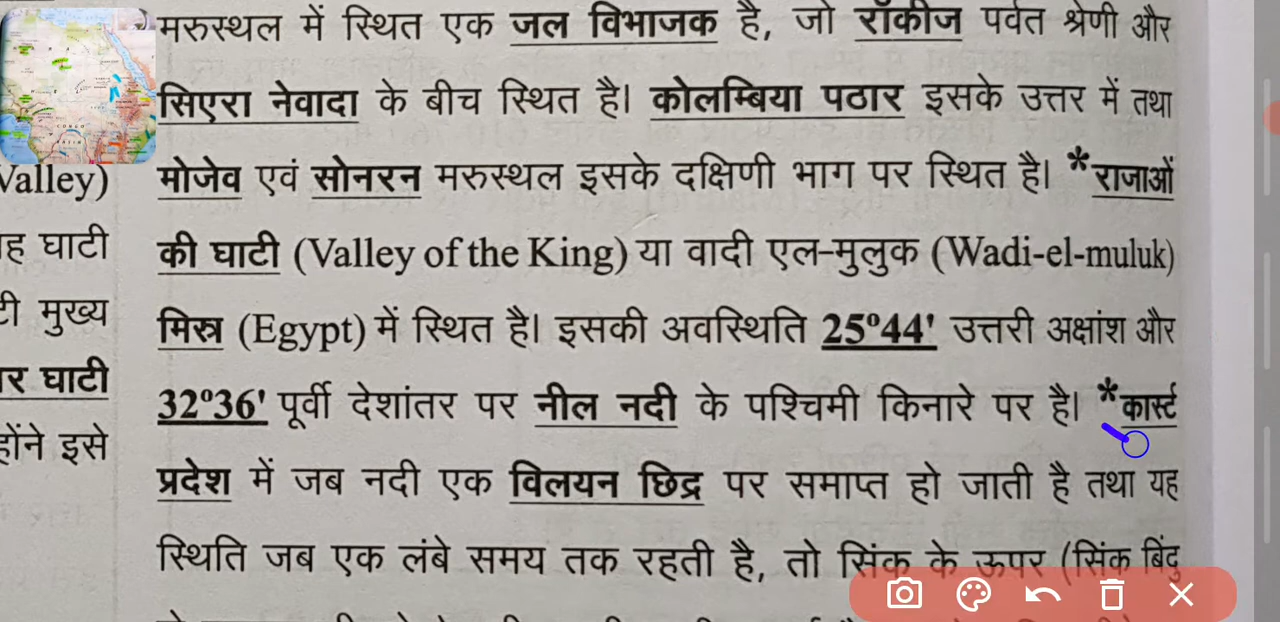 मरुस्थल में स्थित एक जल विभाजक है, जो रॉकीज पर्वत श्रेणी और
सिएरा नेवादा के बीच स्थित है। कोलम्बिया पठार इसके उत्तर में तथा
Valley) मोजेव एवं सोनरन मरुस्थल इसके दक्षिणी भाग पर स्थित है। *राजाओं
ह घाटी की घाटी (Valley of the King) या वादी एल-मुलुक (Wadi-el-muluk)
टी मुख्य मिस्र (Egypt) में स्थित है। इसकी अवस्थिति 25º44' उत्तरी अक्षांश और
र घाटी 32º36' पूर्वी देशांतर पर नील नदी के पश्चिमी किनारे पर है। *कार्स्ट
होंने इसे प्रदेश में जब नदी एक विलयन छिद्र पर समाप्त हो जाती है तथा यह
स्थिति जब एक लंबे समय तक रहती है, तो सिंक के ऊपर (सिंक बिंदु